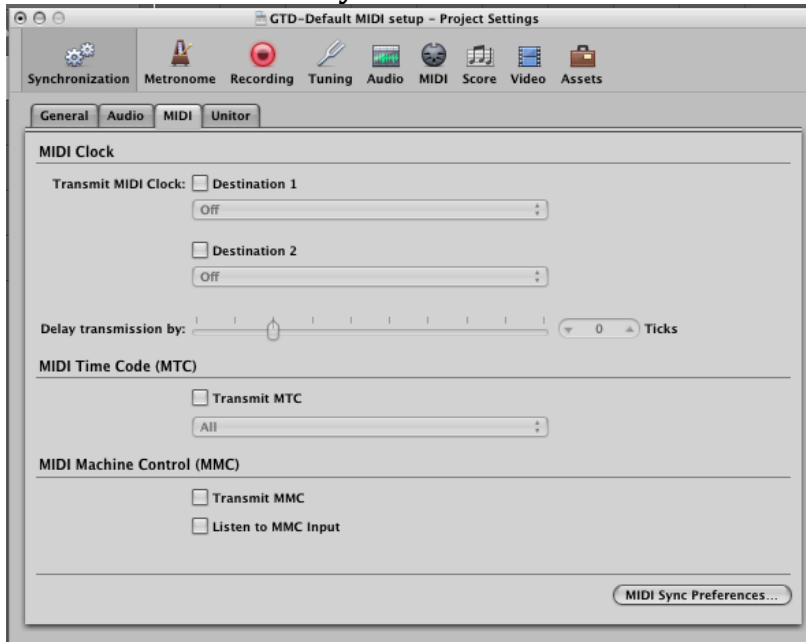 GTD-Default MIDI setup - Project Settings
Synchronization Metronome Recording Tuning Audio MIDI Score Video Assets
General Audio MIDI Unitor
MIDI Clock
Transmit MIDI Clock: Destination 1
Off
Destination 2
Off
Delay transmission by: 0 Ticks
MIDI Time Code (MTC)
Transmit MTC
All
MIDI Machine Control (MMC)
Transmit MMC
Listen to MMC Input
MIDI Sync Preferences...